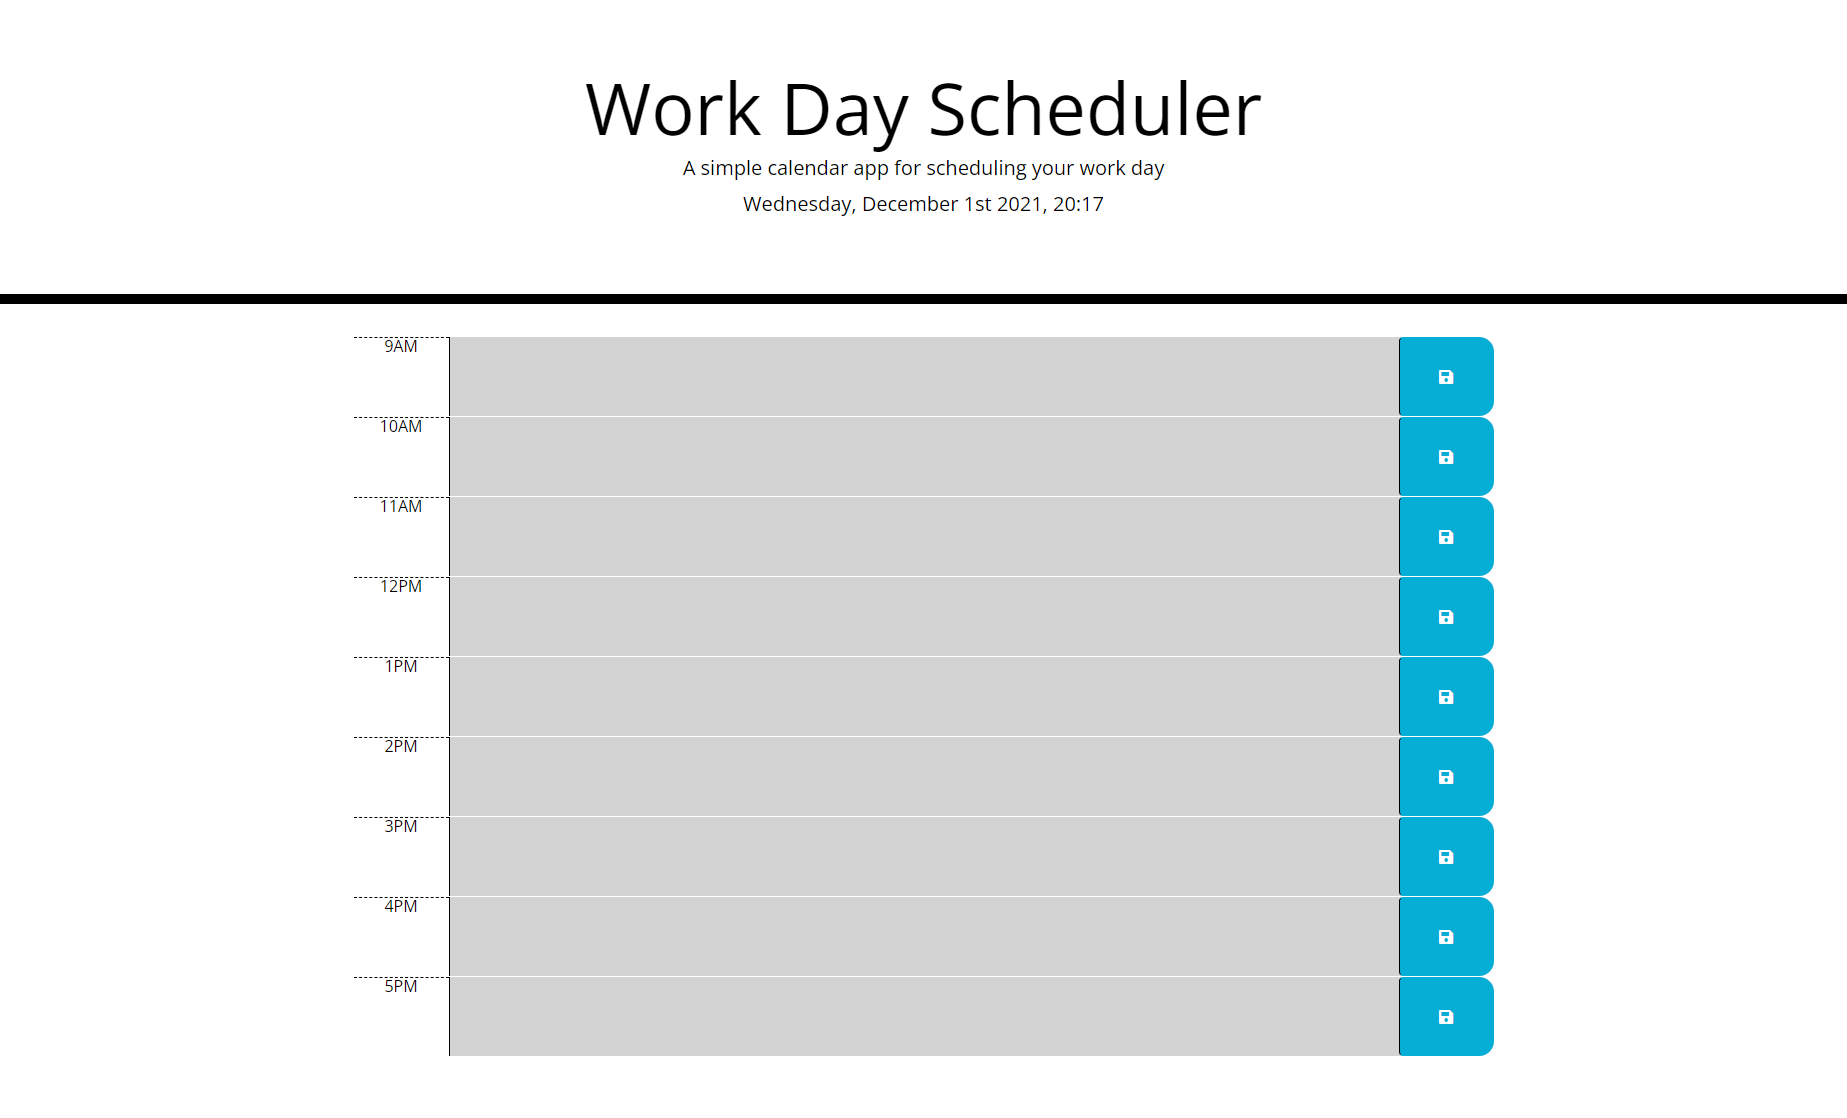 Work Day Scheduler
A simple calendar app for scheduling your work day
Wednesday, December 1st 2021, 20:17
9AM
10AM
11AM
12PM
1PM
2PM
3PM
4PM
5PM